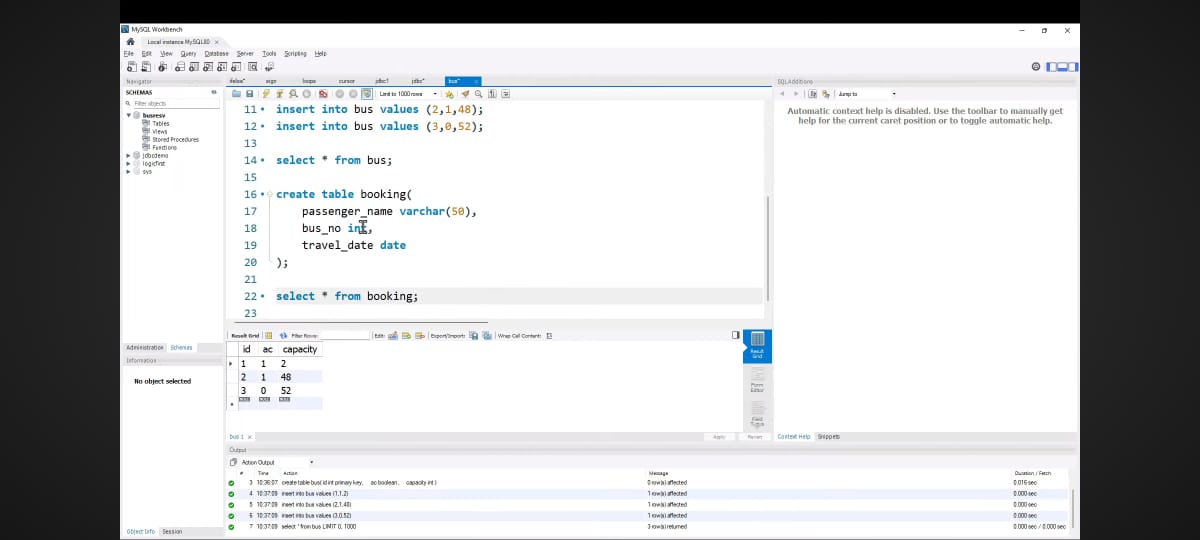 MySQL Workbench
Local instance MySQL80 x
File Edit View Query Database Server Tools Scripting Help
Navigator
SCHEMAS
Filter objects
busresv
Tables
Views
Stored Procedures
Functions
jdbcdemo
logicfirst
sys
Administration Schemas
Information
No object selected
Object Info Session
sign loops cursor jdbc1 jdbc* bus* x
Limit to 1000 rows
11 insert into bus values (2,1,48);
12 insert into bus values (3,0,52);
13
14 select * from bus;
15
16 create table booking(
17 passenger_name varchar(50),
18 bus_no int,
19 travel_date date
20 );
21
22 select * from booking;
23
Result Grid Filter Rows: Edit: Export/Import: Wrap Cell Content:
id ac capacity
1 1 2
2 1 48
3 0 52
NULL NULL NULL
Result Grid
Form Editor
Field Types
bus 1 x
Apply Revert
Output
Action Output
# Time Action Message Duration / Fetch
3 10:36:07 create table bus( id int primary key, ac boolean, capacity int ) 0 row(s) affected 0.016 sec
4 10:37:09 insert into bus values (1,1,2) 1 row(s) affected 0.000 sec
5 10:37:09 insert into bus values (2,1,48) 1 row(s) affected 0.000 sec
6 10:37:09 insert into bus values (3,0,52) 1 row(s) affected 0.000 sec
7 10:37:09 select * from bus LIMIT 0, 1000 3 row(s) returned 0.000 sec / 0.000 sec
SQLAdditions
Jump to
Automatic context help is disabled. Use the toolbar to manually get
help for the current caret position or to toggle automatic help.
Context Help Snippets